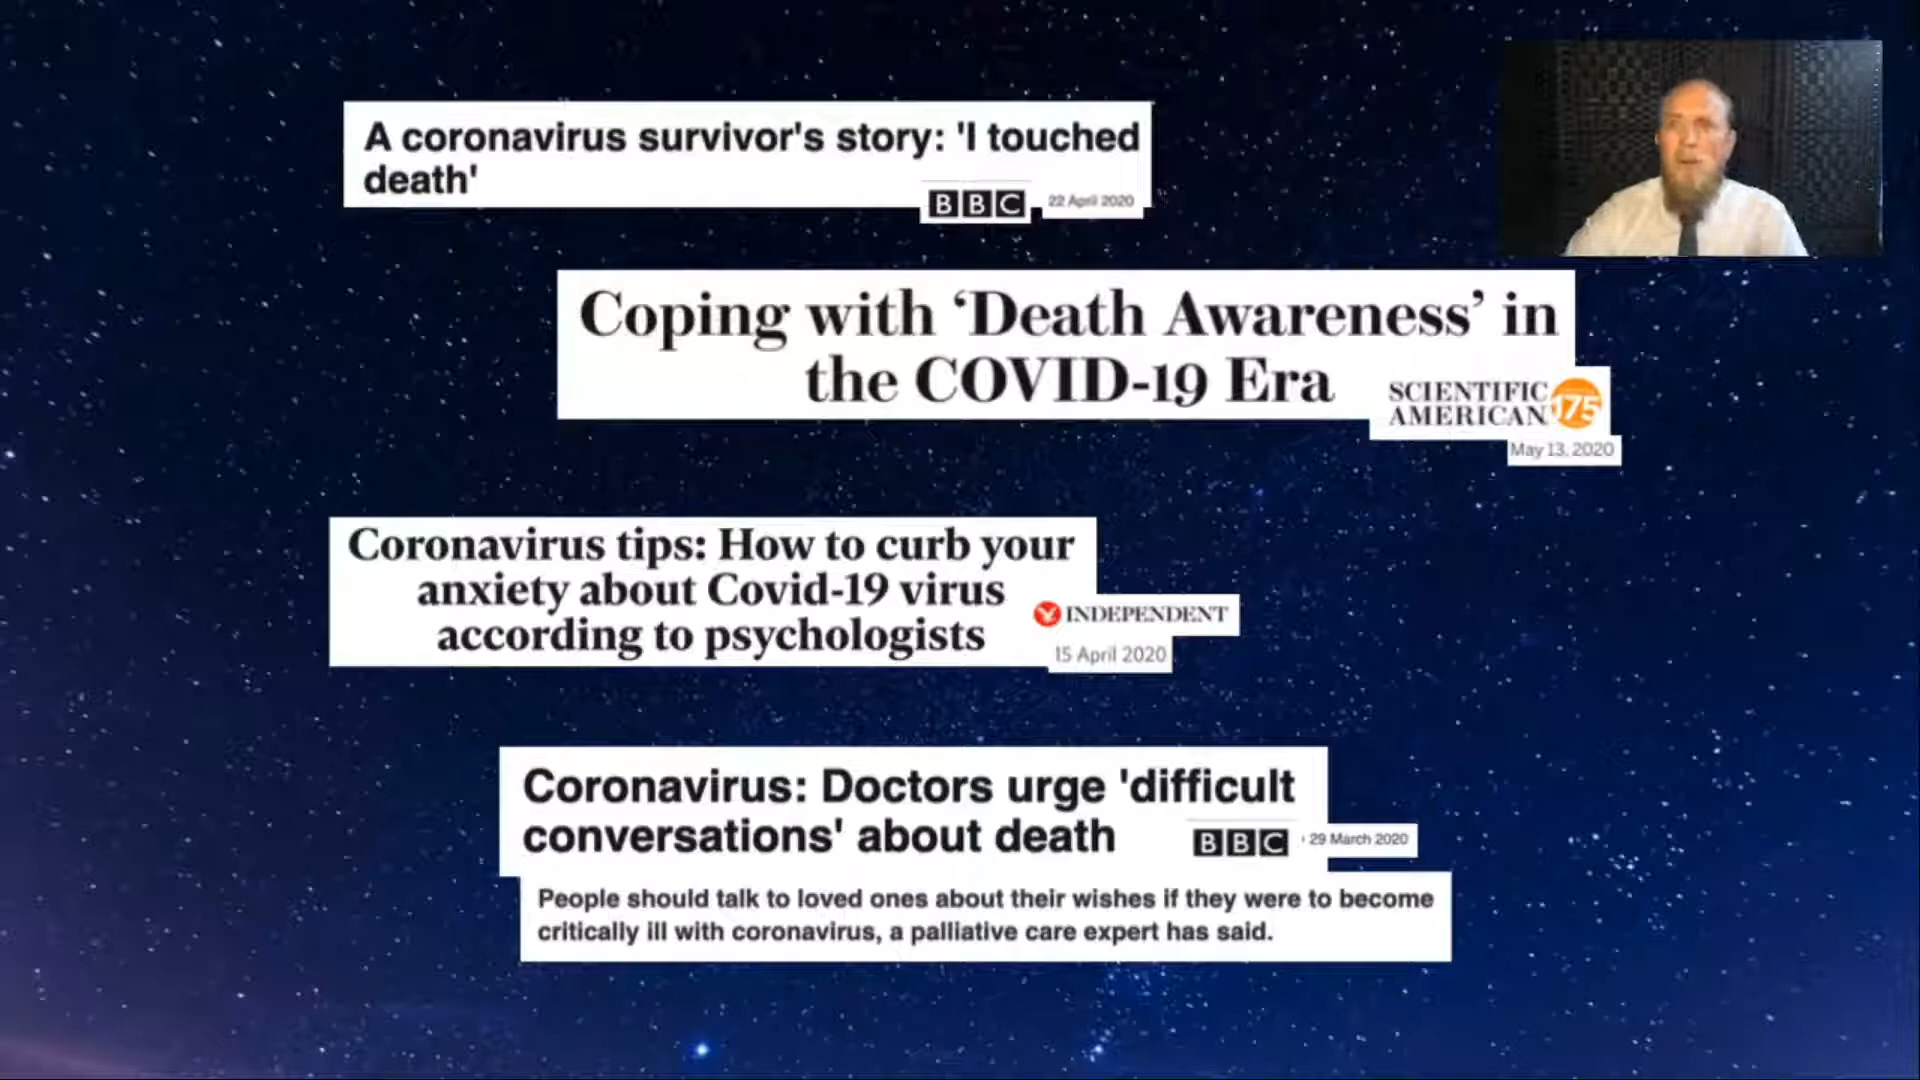 A coronavirus survivor's story: 'I touched
death'
BBC
22 April 2020
Coping with ‘Death Awareness’ in
the COVID-19 Era
SCIENTIFIC
AMERICAN
175
May 13, 2020
Coronavirus tips: How to curb your
anxiety about Covid-19 virus
according to psychologists
INDEPENDENT
15 April 2020
Coronavirus: Doctors urge 'difficult
conversations' about death
BBC
29 March 2020
People should talk to loved ones about their wishes if they were to become
critically ill with coronavirus, a palliative care expert has said.